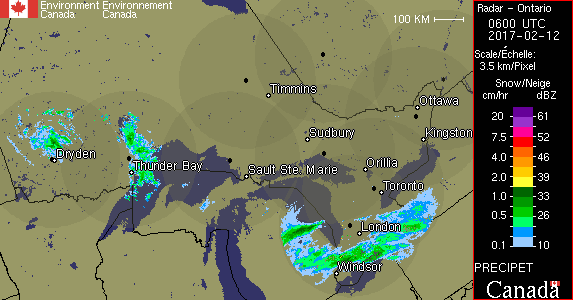 Environment Environnement
Canada Canada
100 KM
Timmins
Ottawa
Sudbury
Kingston
Dryden
Thunder Bay
Sault Ste. Marie
Orillia
Toronto
London
Windsor
Radar - Ontario
0600 UTC
2017-02-12
Scale/Échelle:
3.5 km/Pixel
Snow/Neige
cm/hr dBZ
20 61
7.5 52
4.0 46
2.0 39
1.0 33
0.5 26
0.1 10
PRECIPET
Canada